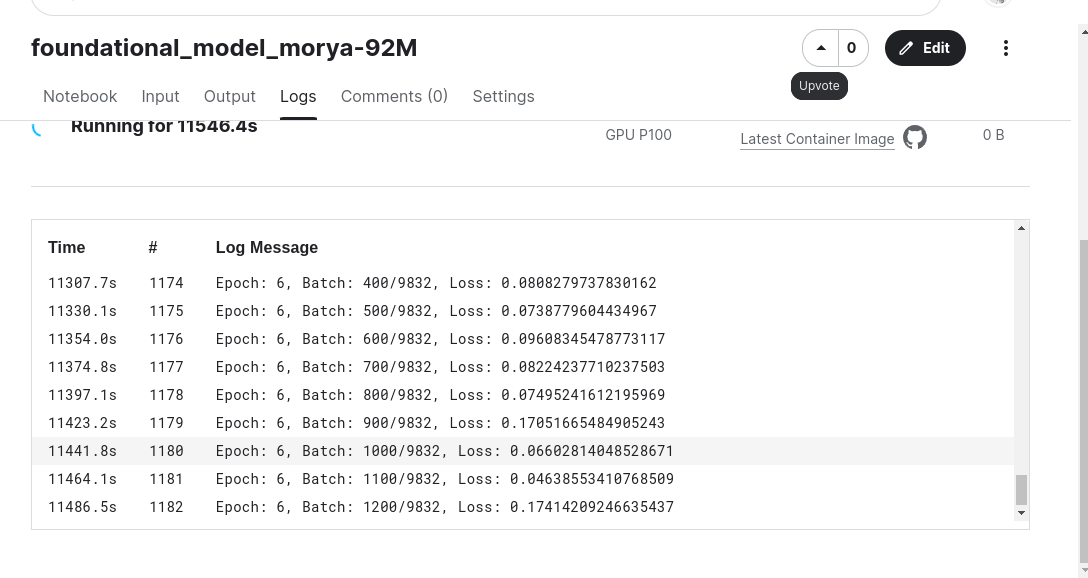 foundational_model_morya-92M
0
Edit
Upvote
Notebook Input Output Logs Comments (0) Settings
Running for 11546.4s
GPU P100
Latest Container Image
0 B
Time # Log Message
11307.7s 1174 Epoch: 6, Batch: 400/9832, Loss: 0.0808279737830162
11330.1s 1175 Epoch: 6, Batch: 500/9832, Loss: 0.0738779604434967
11354.0s 1176 Epoch: 6, Batch: 600/9832, Loss: 0.09608345478773117
11374.8s 1177 Epoch: 6, Batch: 700/9832, Loss: 0.08224237710237503
11397.1s 1178 Epoch: 6, Batch: 800/9832, Loss: 0.07495241612195969
11423.2s 1179 Epoch: 6, Batch: 900/9832, Loss: 0.17051665484905243
11441.8s 1180 Epoch: 6, Batch: 1000/9832, Loss: 0.06602814048528671
11464.1s 1181 Epoch: 6, Batch: 1100/9832, Loss: 0.04638553410768509
11486.5s 1182 Epoch: 6, Batch: 1200/9832, Loss: 0.17414209246635437